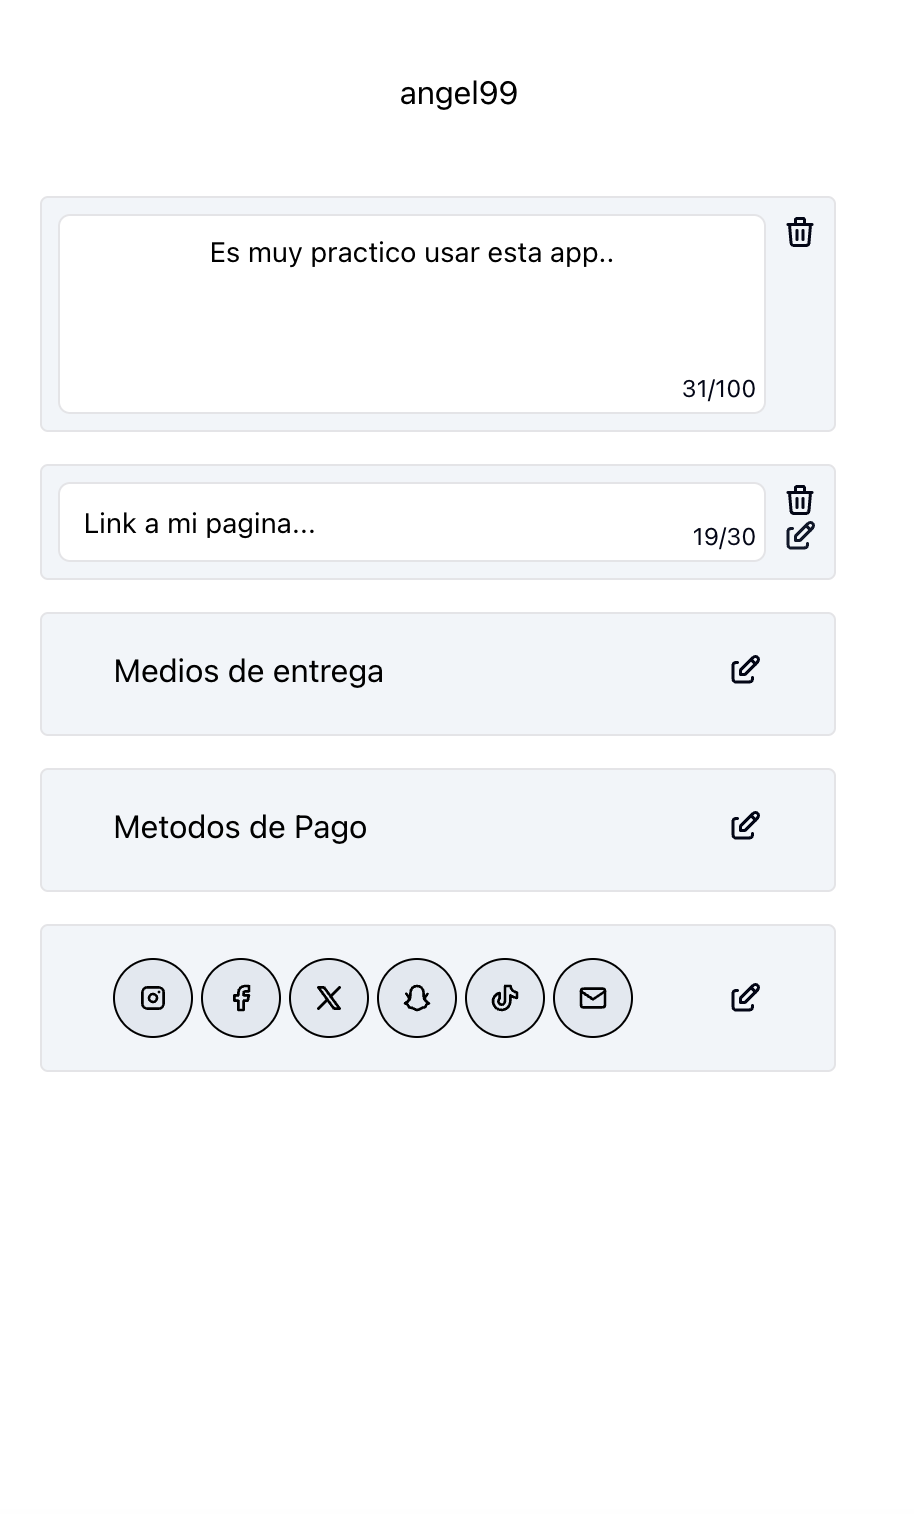 angel99
Es muy practico usar esta app..
31/100
Link a mi pagina...
19/30
Medios de entrega
Metodos de Pago